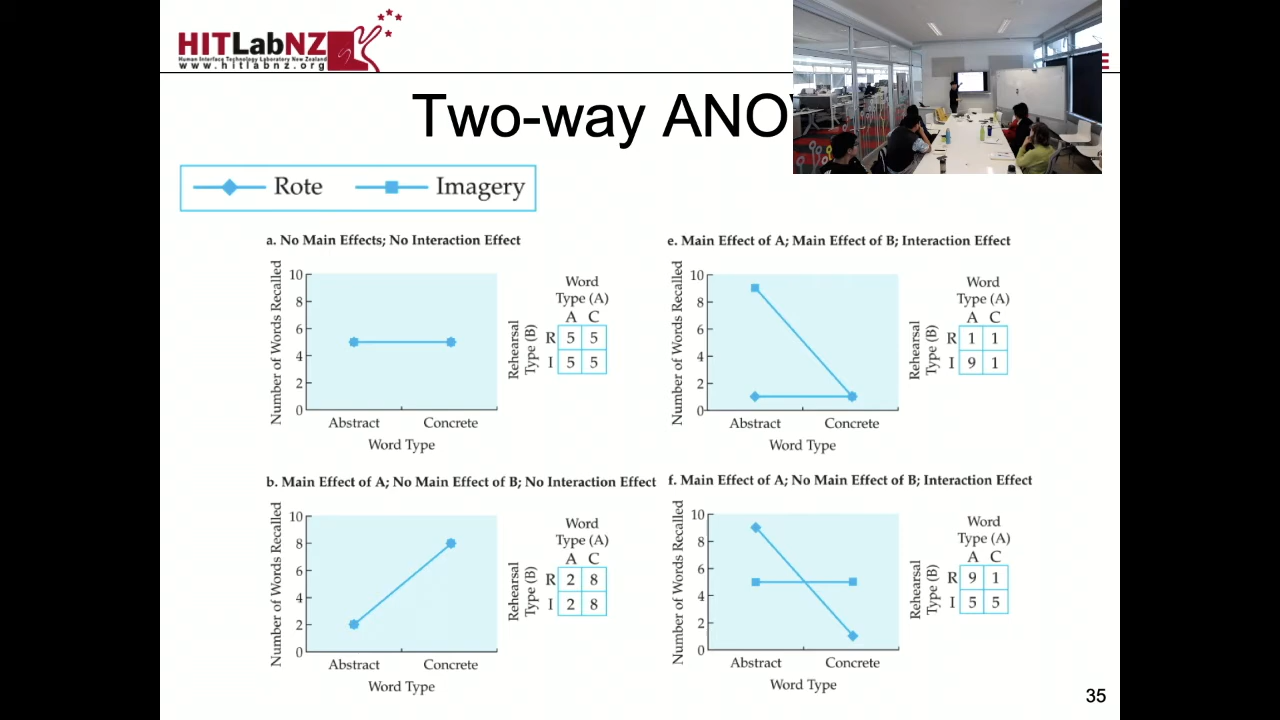 HITLabNZ
Human Interface Technology Laboratory New Zealand
www.hitlabnz.org
Two-way ANO
Rote Imagery
a. No Main Effects; No Interaction Effect
Number of Words Recalled
10
8
6
4
2
0
Abstract Concrete
Word Type
Word
Type (A)
A C
Rehearsal
Type (B)
R 5 5
I 5 5
b. Main Effect of A; No Main Effect of B; No Interaction Effect
Number of Words Recalled
10
8
6
4
2
0
Abstract Concrete
Word Type
Word
Type (A)
A C
Rehearsal
Type (B)
R 2 8
I 2 8
e. Main Effect of A; Main Effect of B; Interaction Effect
Number of Words Recalled
10
8
6
4
2
0
Abstract Concrete
Word Type
Word
Type (A)
A C
Rehearsal
Type (B)
R 1 1
I 9 1
f. Main Effect of A; No Main Effect of B; Interaction Effect
Number of Words Recalled
10
8
6
4
2
0
Abstract Concrete
Word Type
Word
Type (A)
A C
Rehearsal
Type (B)
R 9 1
I 5 5
35